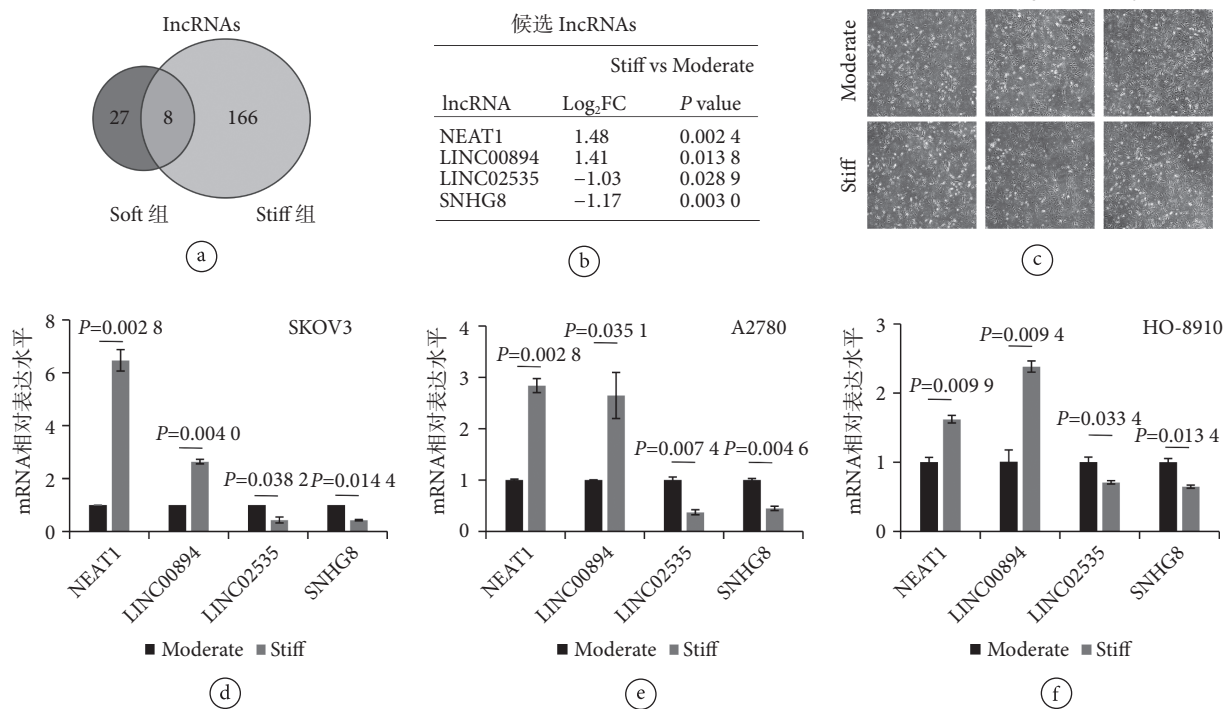 lncRNAs
27
8
166
Soft 组
Stiff 组
a
候选 lncRNAs
Stiff vs Moderate
lncRNA Log₂FC P value
NEAT1 1.48 0.002 4
LINC00894 1.41 0.013 8
LINC02535 −1.03 0.028 9
SNHG8 −1.17 0.003 0
b
Moderate
Stiff
c
mRNA相对表达水平
8
6
4
2
0
SKOV3
P=0.002 8
P=0.004 0
P=0.038 2
P=0.014 4
NEAT1
LINC00894
LINC02535
SNHG8
Moderate Stiff
d
mRNA相对表达水平
4
3
2
1
0
A2780
P=0.002 8
P=0.035 1
P=0.007 4
P=0.004 6
NEAT1
LINC00894
LINC02535
SNHG8
Moderate Stiff
e
mRNA相对表达水平
3
2
1
0
HO-8910
P=0.009 9
P=0.009 4
P=0.033 4
P=0.013 4
NEAT1
LINC00894
LINC02535
SNHG8
Moderate Stiff
f